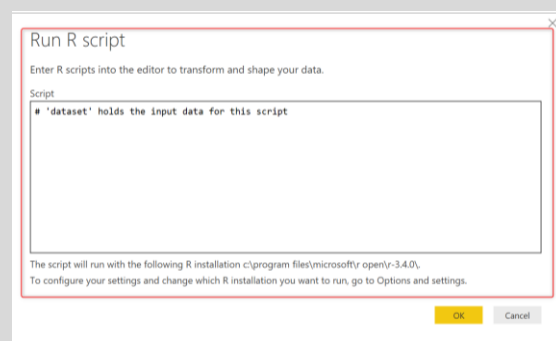 Run R script
Enter R scripts into the editor to transform and shape your data.
Script
# 'dataset' holds the input data for this script
The script will run with the following R installation c:\program files\microsoft\r open\r-3.4.0\.
To configure your settings and change which R installation you want to run, go to Options and settings.
OK Cancel